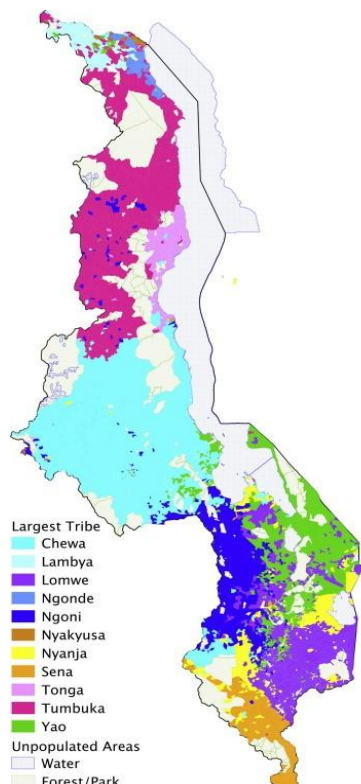 Largest Tribe
Chewa
Lambya
Lomwe
Ngonde
Ngoni
Nyakyusa
Nyanja
Sena
Tonga
Tumbuka
Yao
Unpopulated Areas
Water
Forest/Park